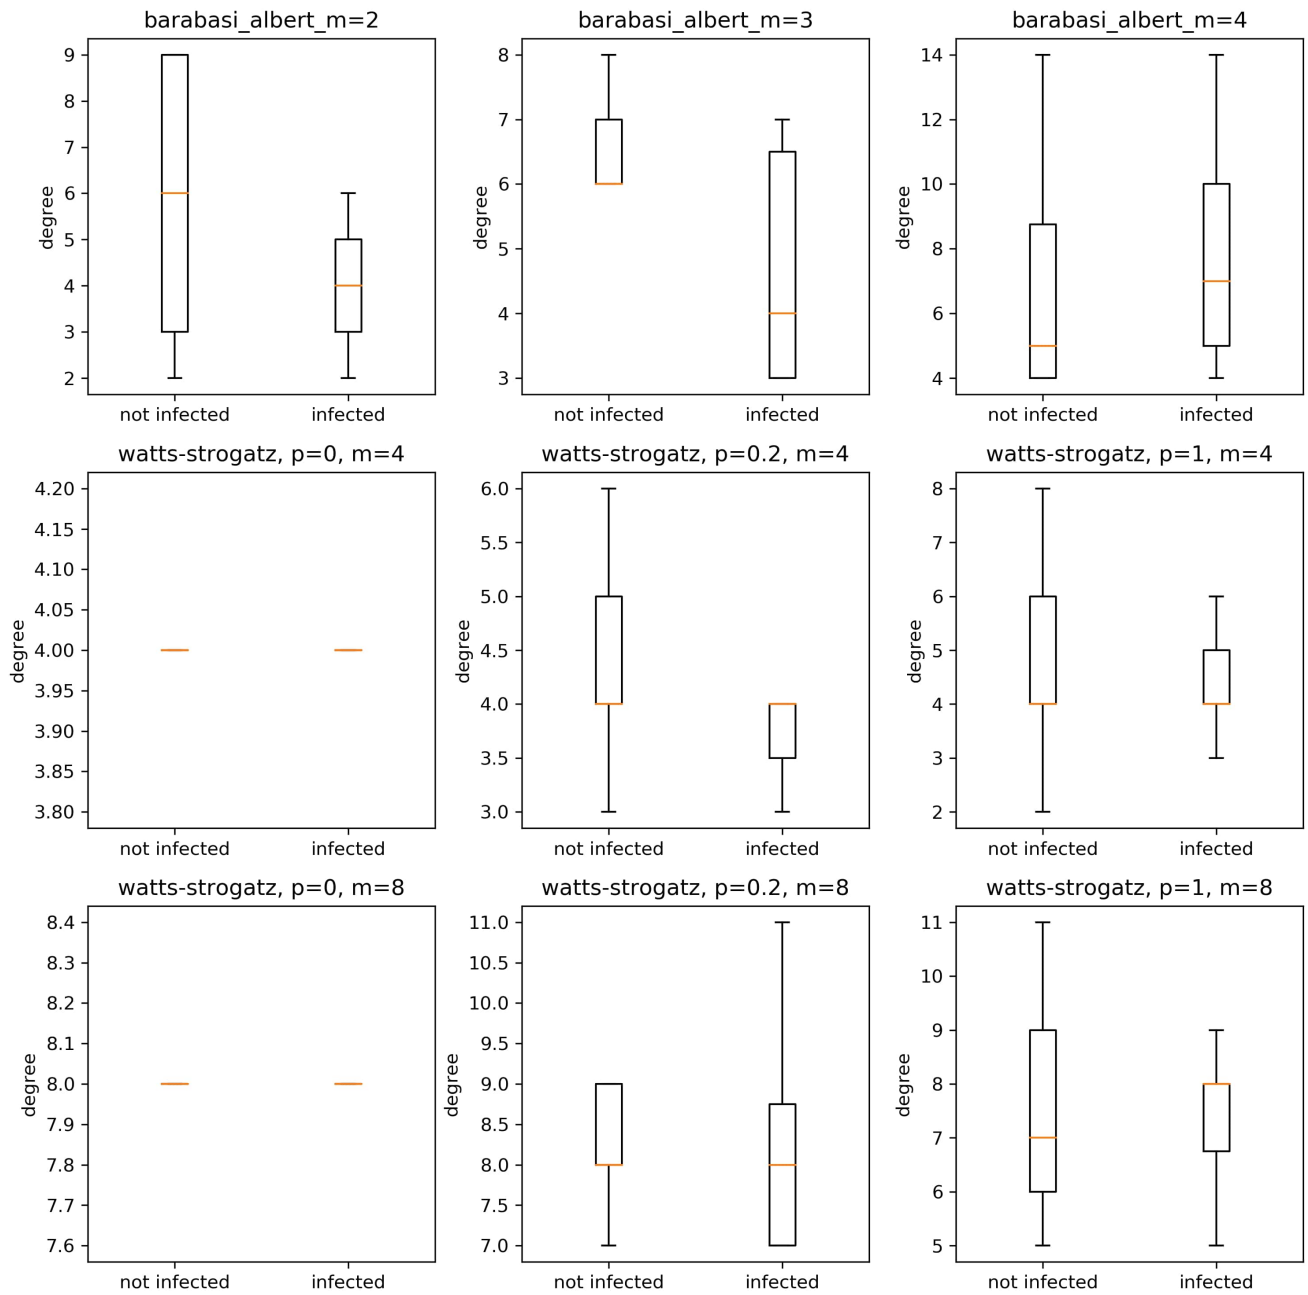 barabasi_albert_m=2
degree
9
8
7
6
5
4
3
2
not infected infected
barabasi_albert_m=3
degree
8
7
6
5
4
3
not infected infected
barabasi_albert_m=4
degree
14
12
10
8
6
4
not infected infected
watts-strogatz, p=0, m=4
degree
4.20
4.15
4.10
4.05
4.00
3.95
3.90
3.85
3.80
not infected infected
watts-strogatz, p=0.2, m=4
degree
6.0
5.5
5.0
4.5
4.0
3.5
3.0
not infected infected
watts-strogatz, p=1, m=4
degree
8
7
6
5
4
3
2
not infected infected
watts-strogatz, p=0, m=8
degree
8.4
8.3
8.2
8.1
8.0
7.9
7.8
7.7
7.6
not infected infected
watts-strogatz, p=0.2, m=8
degree
11.0
10.5
10.0
9.5
9.0
8.5
8.0
7.5
7.0
not infected infected
watts-strogatz, p=1, m=8
degree
11
10
9
8
7
6
5
not infected infected